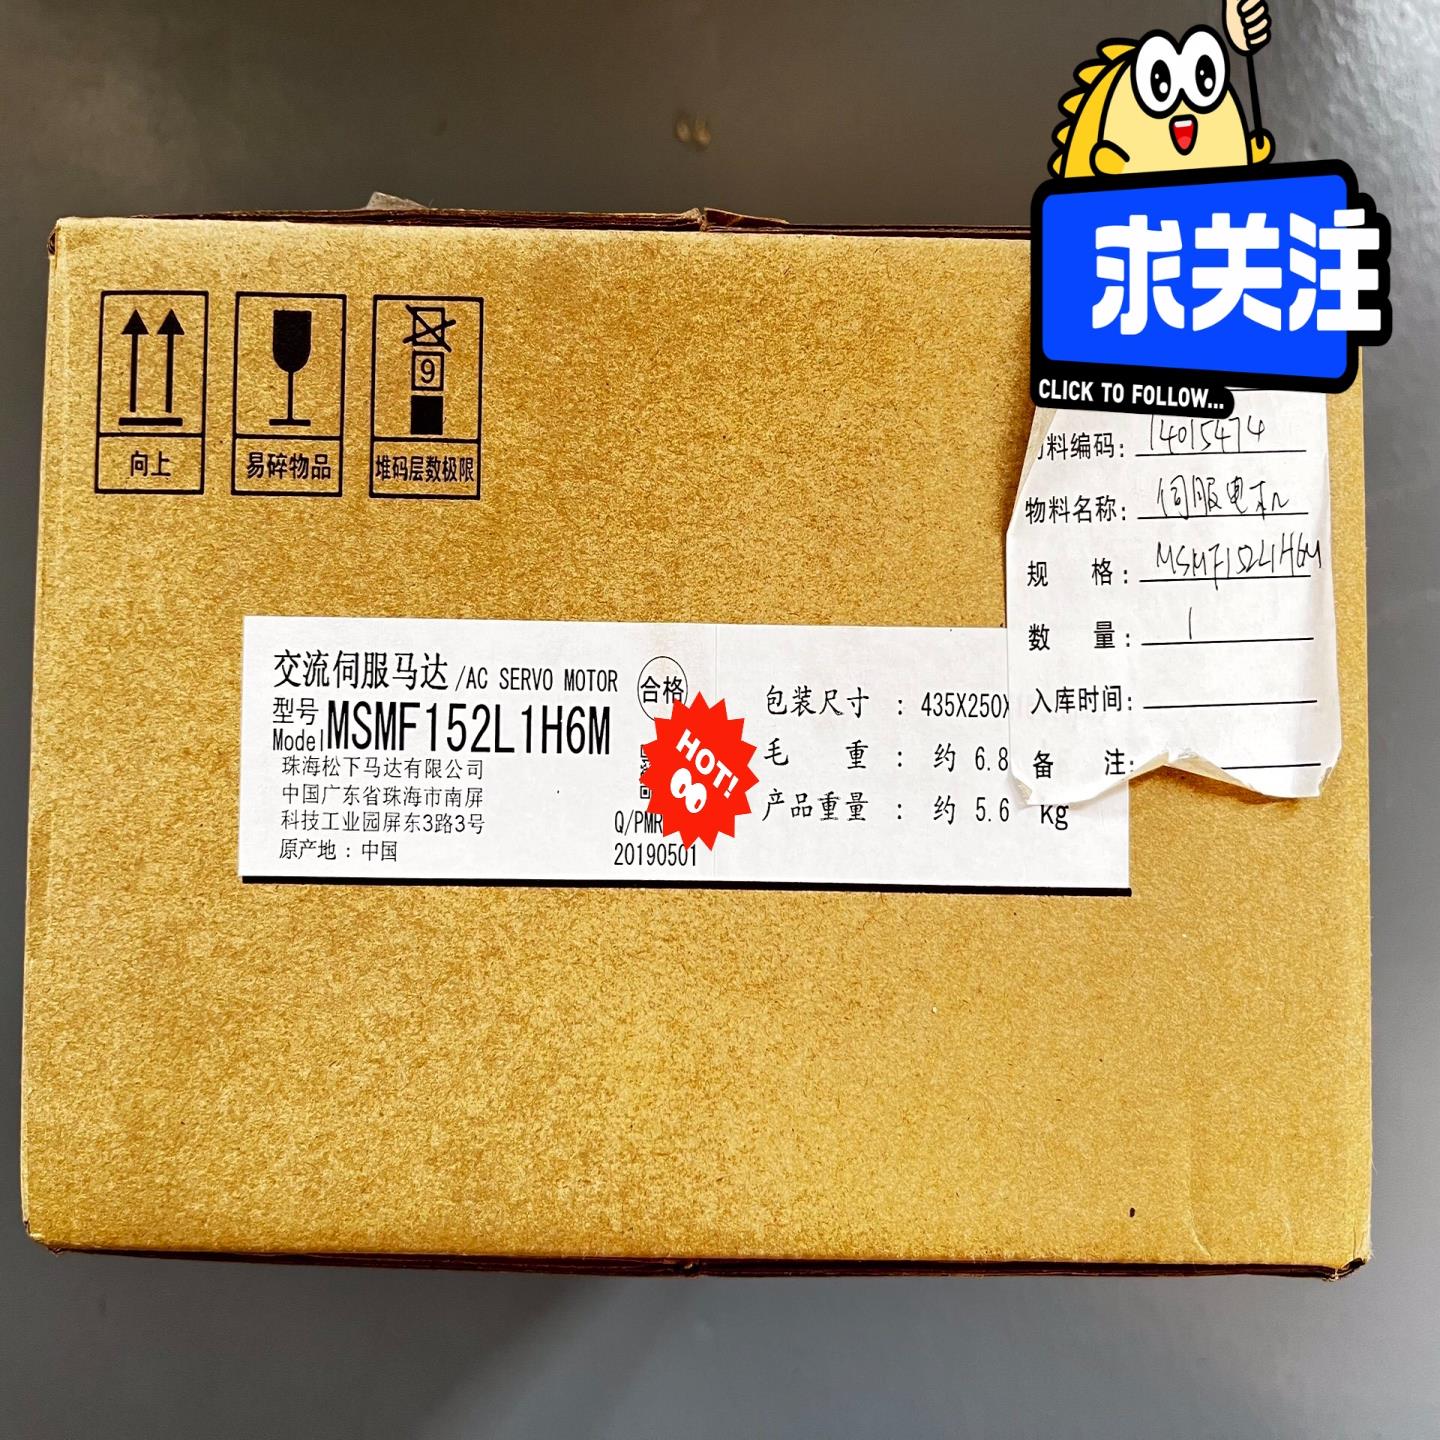 求关注
CLICK TO FOLLOW...
9
向上
易碎物品
堆码层数极限
料编码: 14015474
物料名称: 伺服电机
规 格: MSMF152L1H6M
数 量: 1
入库时间:
备 注:
交流伺服马达/AC SERVO MOTOR
合格
型号
Model MSMF152L1H6M
珠海松下马达有限公司
中国广东省珠海市南屏
科技工业园屏东3路3号
原产地:中国
HOT!
Q/PMR
20190501
包装尺寸 : 435X250X
毛 重 : 约 6.8
产品重量 : 约 5.6 kg